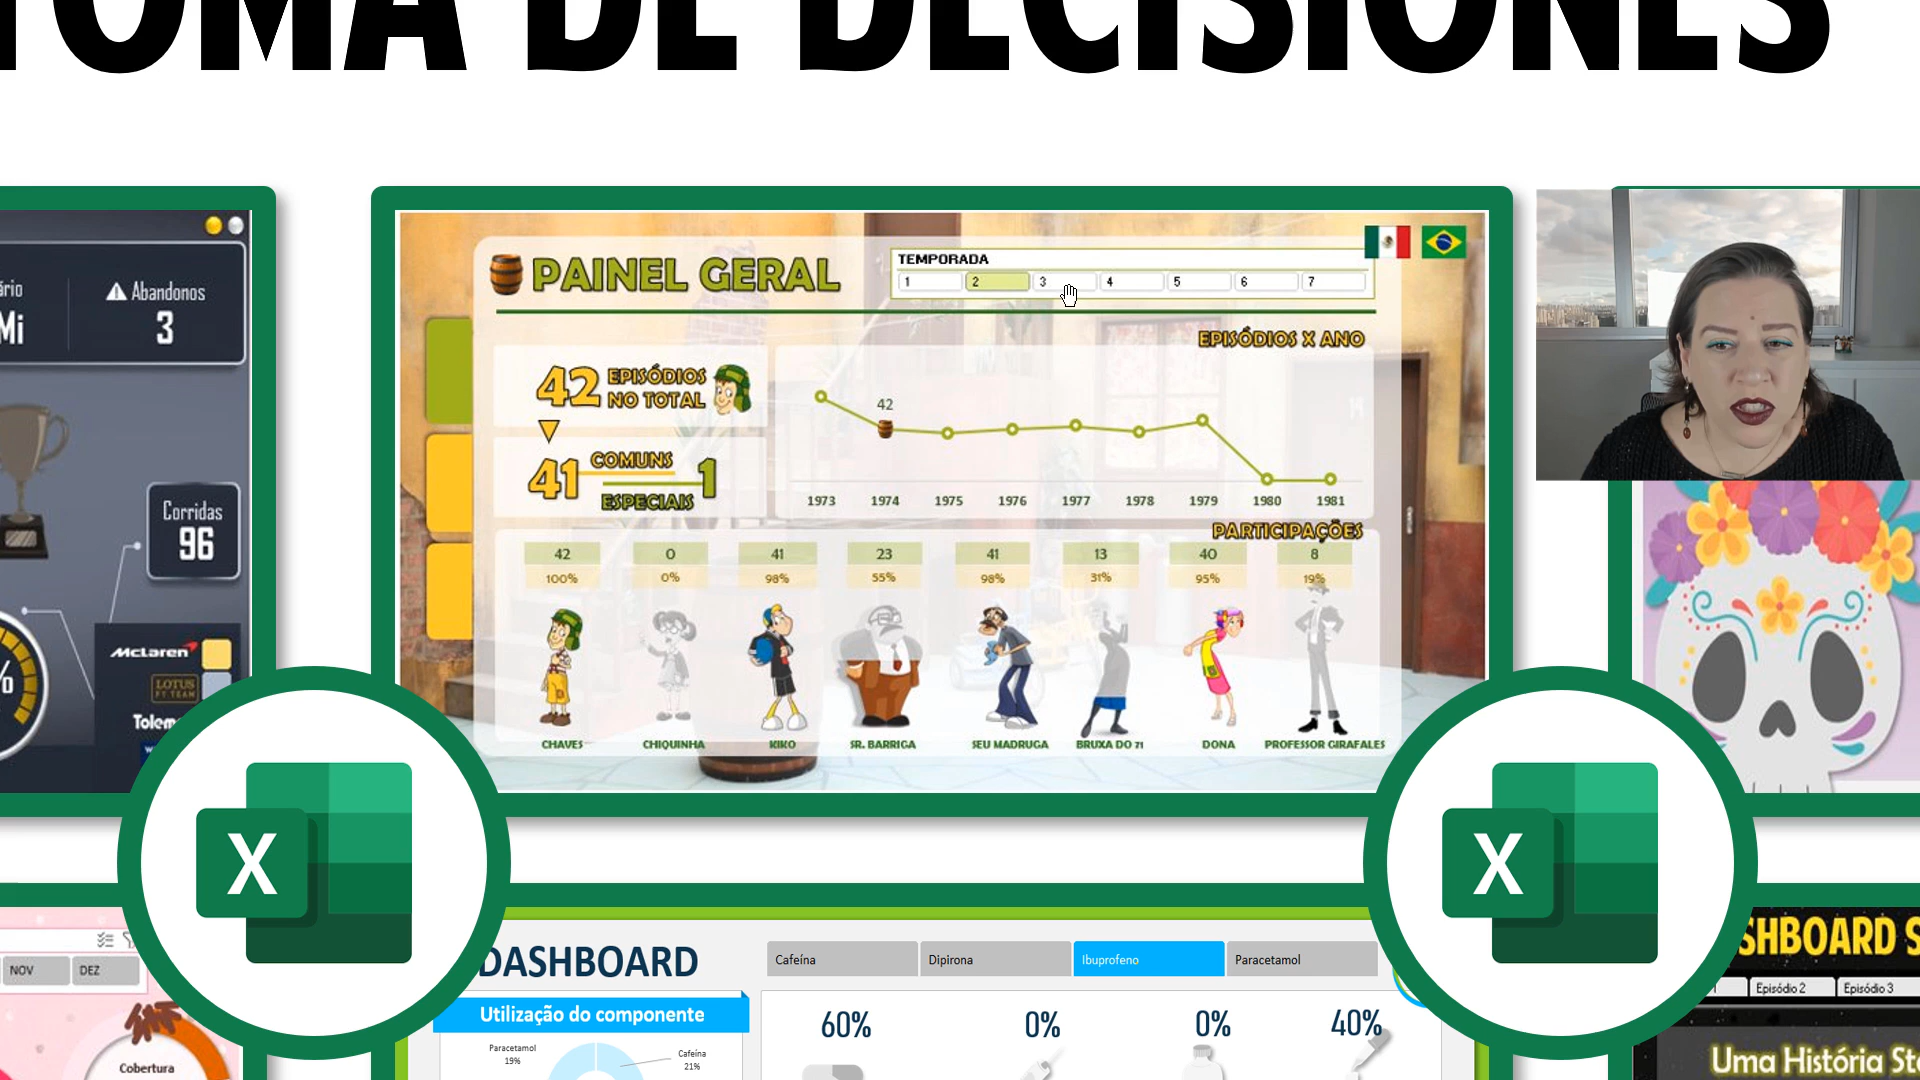 TOMA DE DECISIONES
Abandonos
3
Corridas
96
McLaren
LOTUS
PAINEL GERAL
TEMPORADA
1 2 3 4 5 6 7
EPISÓDIOS X ANO
42 EPISÓDIOS
NO TOTAL
41 COMUNS
ESPECIAIS 1
42
1973 1974 1975 1976 1977 1978 1979 1980 1981
PARTICIPAÇÕES
42 0 41 23 41 13 40 8
100% 0% 98% 55% 98% 31% 95% 19%
CHAVES CHIQUINHA KIKO SR. BARRIGA SEU MADRUGA BRUXA DO 71 DONA PROFESSOR GIRAFALES
X
X
NOV DEZ
Cobertura
DASHBOARD
Cafeína Dipirona Ibuprofeno Paracetamol
Utilização do componente
Paracetamol
19%
Cafeína
21%
60% 0% 0% 40%
SHBOARD S
Episódio 2 Episódio 3
Uma História